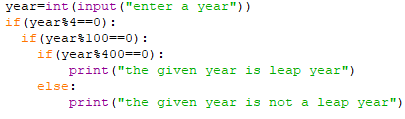 year=int(input("enter a year"))
if(year%4==0):
  if(year%100==0):
    if(year%400==0):
        print("the given year is leap year")
    else:
        print("the given year is not a leap year")